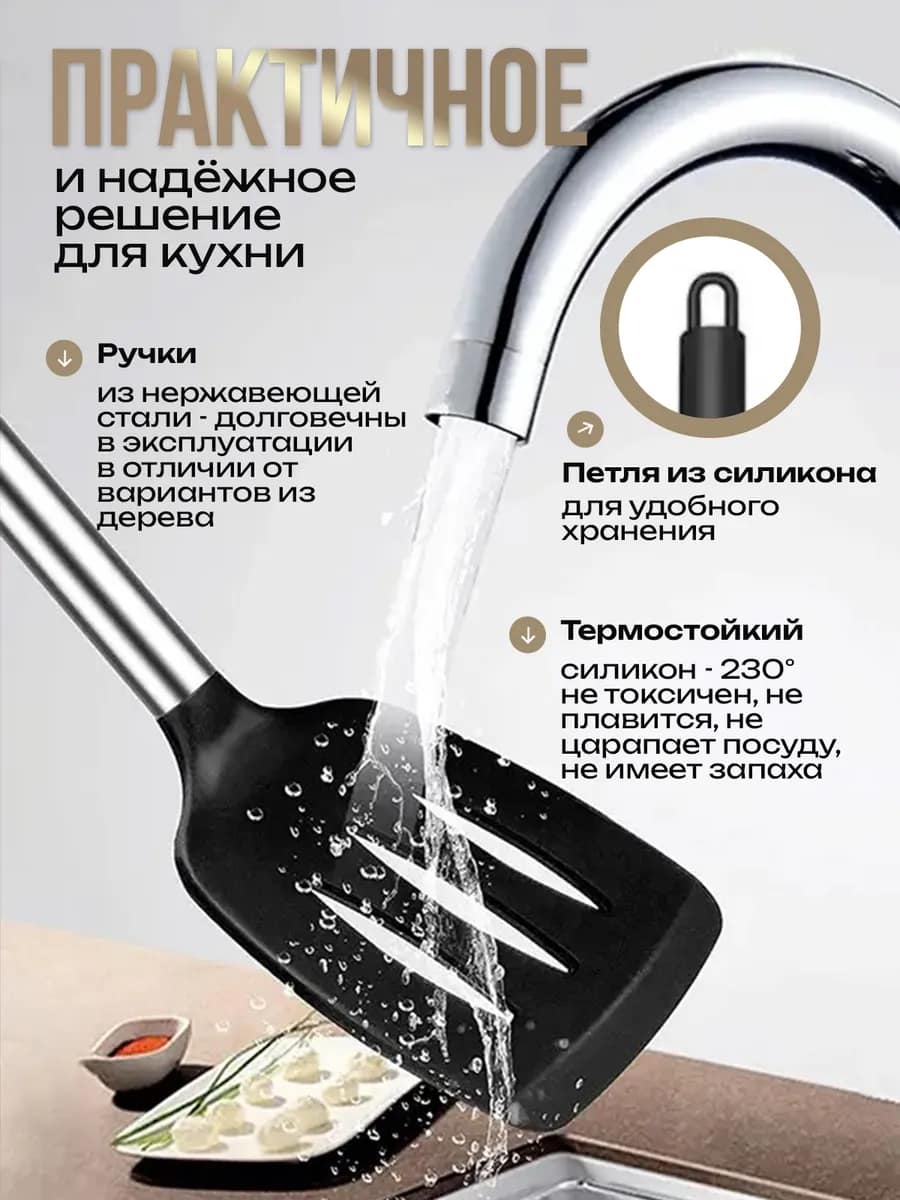 ПРАКТИЧНОЕ
и надёжное
решение
для кухни
Ручки
из нержавеющей
стали - долговечны
в эксплуатации
в отличии от
вариантов из
дерева
Петля из силикона
для удобного
хранения
Термостойкий
силикон - 230°
не токсичен, не
плавится, не
царапает посуду,
не имеет запаха